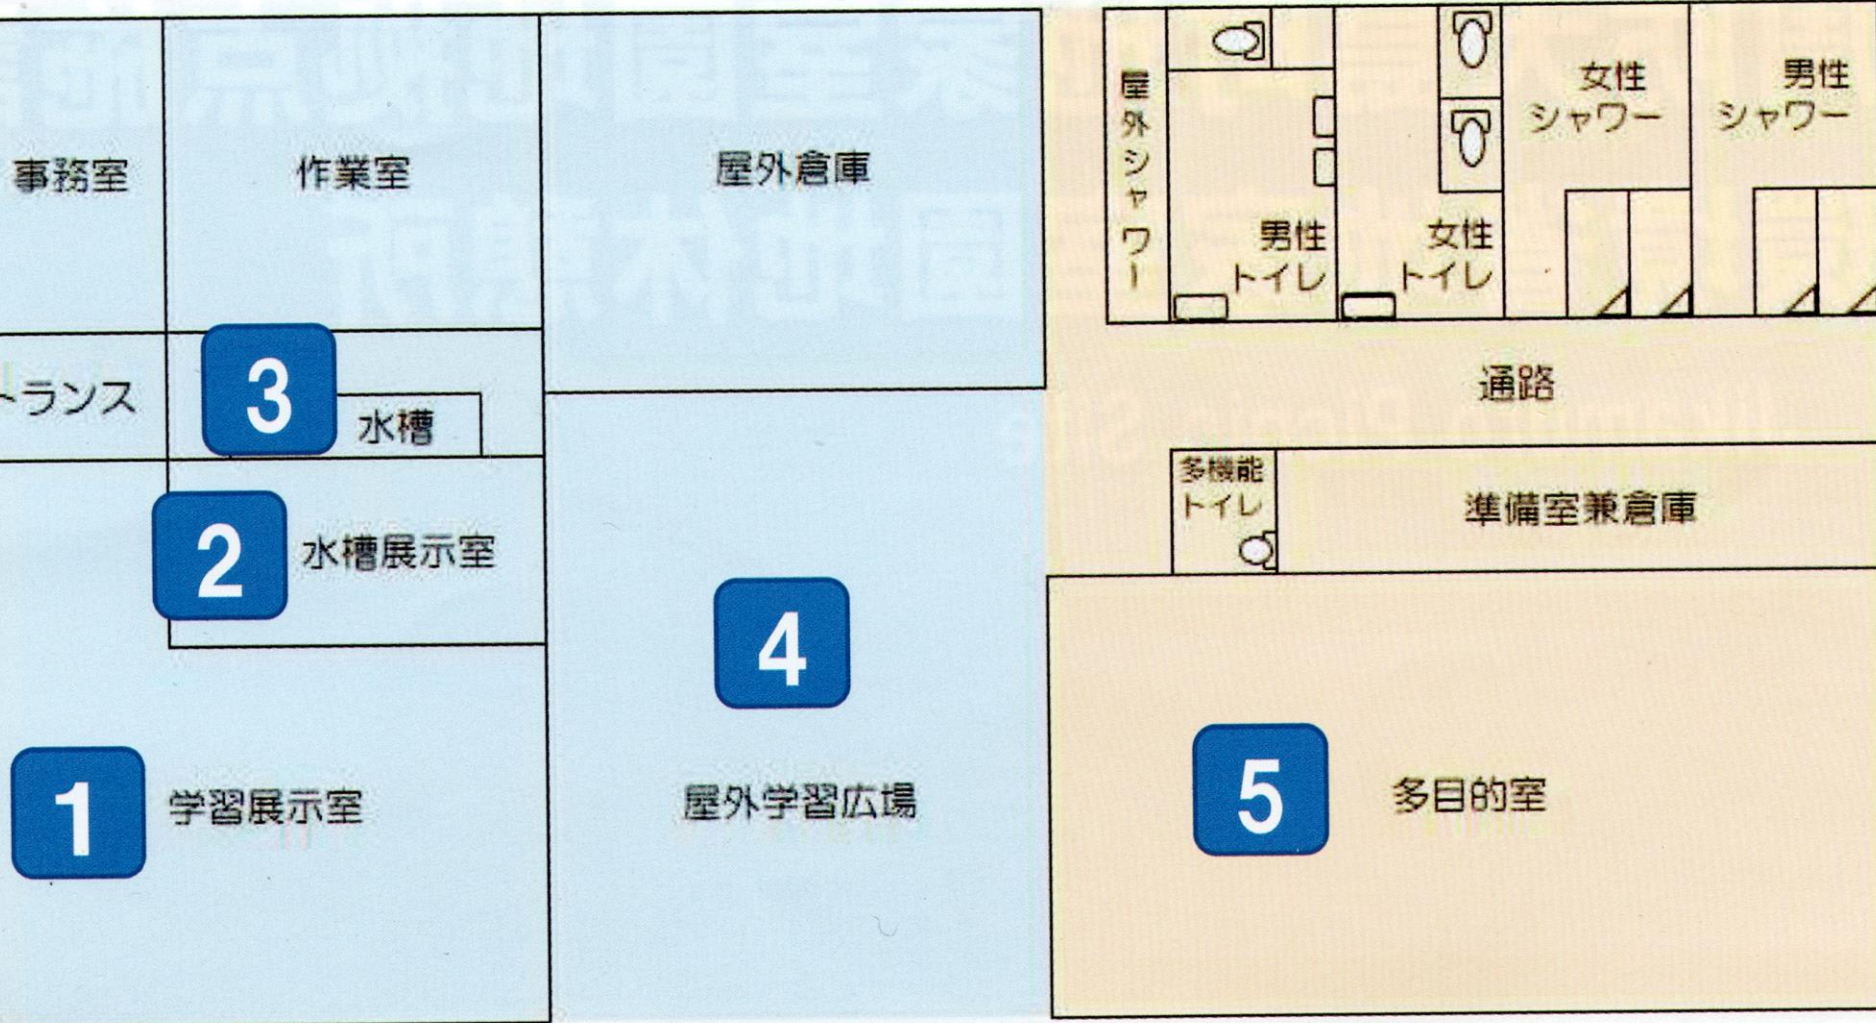 事務室
作業室
屋外倉庫
屋外シャワー
男性
トイレ
女性
トイレ
女性
シャワー
男性
シャワー
トランス
3
水槽
通路
2
水槽展示室
多機能
トイレ
準備室兼倉庫
4
1
学習展示室
屋外学習広場
5
多目的室